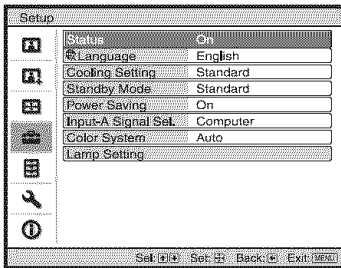 Setup
Status On
Language English
Cooling Setting Standard
Standby Mode Standard
Power Saving On
Input-A Signal Sel. Computer
Color System Auto
Lamp Setting
Sel: Set: Back: Exit: MENU